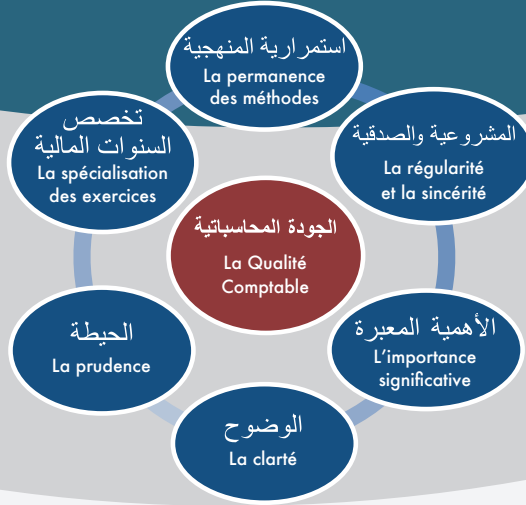 استمرارية المنهجية
La permanence
des méthodes
المشروعية والصدقية
La régularité
et la sincérité
الأهمية المعبرة
L'importance
significative
الوضوح
La clarté
الحيطة
La prudence
تخصص
السنوات المالية
La spécialisation
des exercices
الجودة المحاسباتية
La Qualité
Comptable